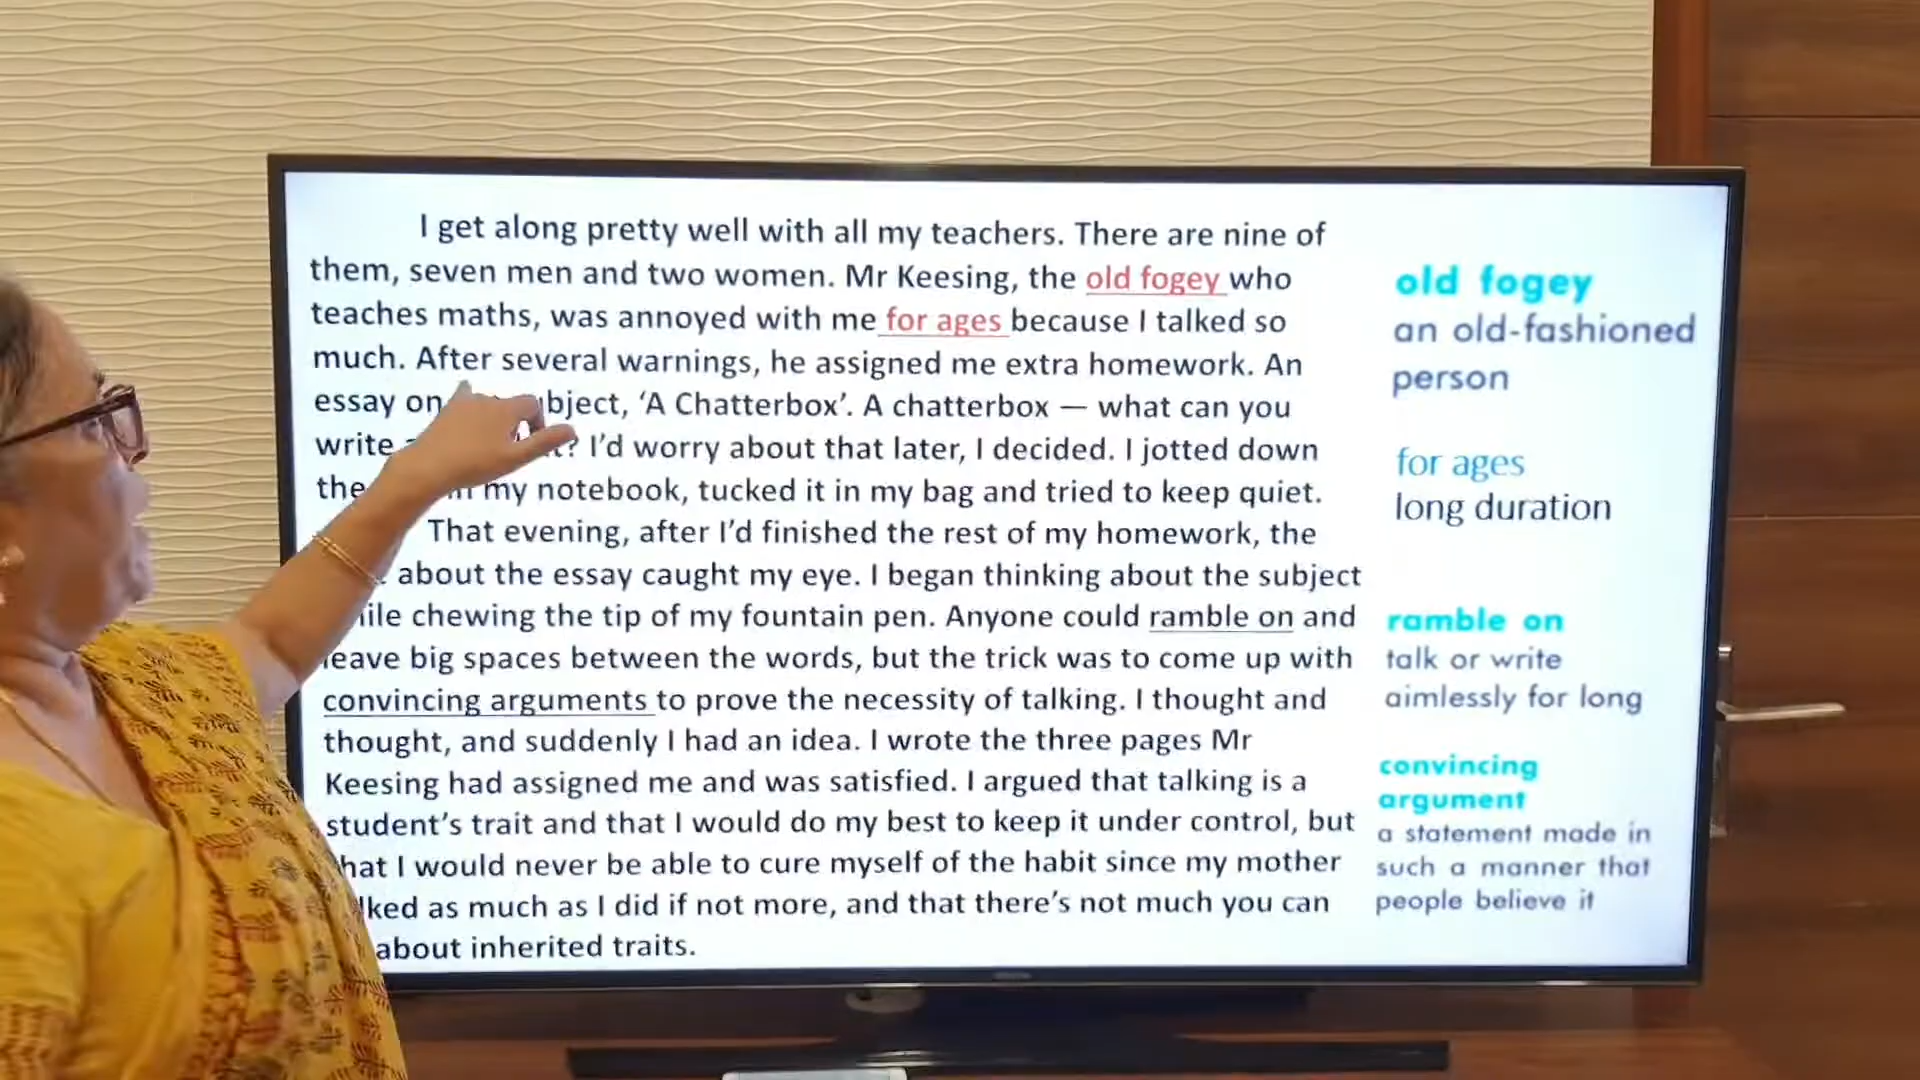 I get along pretty well with all my teachers. There are nine of
them, seven men and two women. Mr Keesing, the old fogey who
teaches maths, was annoyed with me for ages because I talked so
much. After several warnings, he assigned me extra homework. An
essay on bject, ‘A Chatterbox’. A chatterbox — what can you
write ? I’d worry about that later, I decided. I jotted down
the my notebook, tucked it in my bag and tried to keep quiet.
That evening, after I’d finished the rest of my homework, the
about the essay caught my eye. I began thinking about the subject
ile chewing the tip of my fountain pen. Anyone could ramble on and
leave big spaces between the words, but the trick was to come up with
convincing arguments to prove the necessity of talking. I thought and
thought, and suddenly I had an idea. I wrote the three pages Mr
Keesing had assigned me and was satisfied. I argued that talking is a
student’s trait and that I would do my best to keep it under control, but
hat I would never be able to cure myself of the habit since my mother
lked as much as I did if not more, and that there’s not much you can
about inherited traits.
old fogey
an old-fashioned
person
for ages
long duration
ramble on
talk or write
aimlessly for long
convincing
argument
a statement made in
such a manner that
people believe it